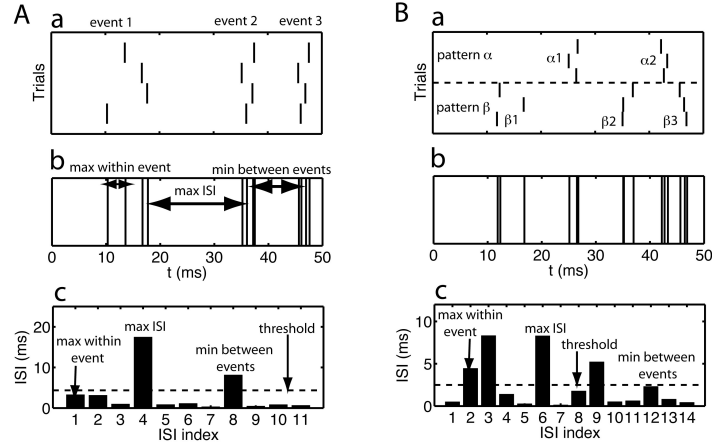 A
a
event 1 event 2 event 3
Trials
b
max within event
min between events
max ISI
0 10 20 30 40 50
t (ms)
c
ISI (ms)
20
10
0
max within
event
max ISI
min between
events
threshold
1 2 3 4 5 6 7 8 9 10 11
ISI index
B
a
Trials
pattern α
α1
α2
pattern β
β1
β2
β3
b
0 10 20 30 40 50
t (ms)
c
ISI (ms)
10
5
0
max within
event
max ISI
threshold
min between
events
1 2 3 4 5 6 7 8 9 10 11 12 13 14
ISI index